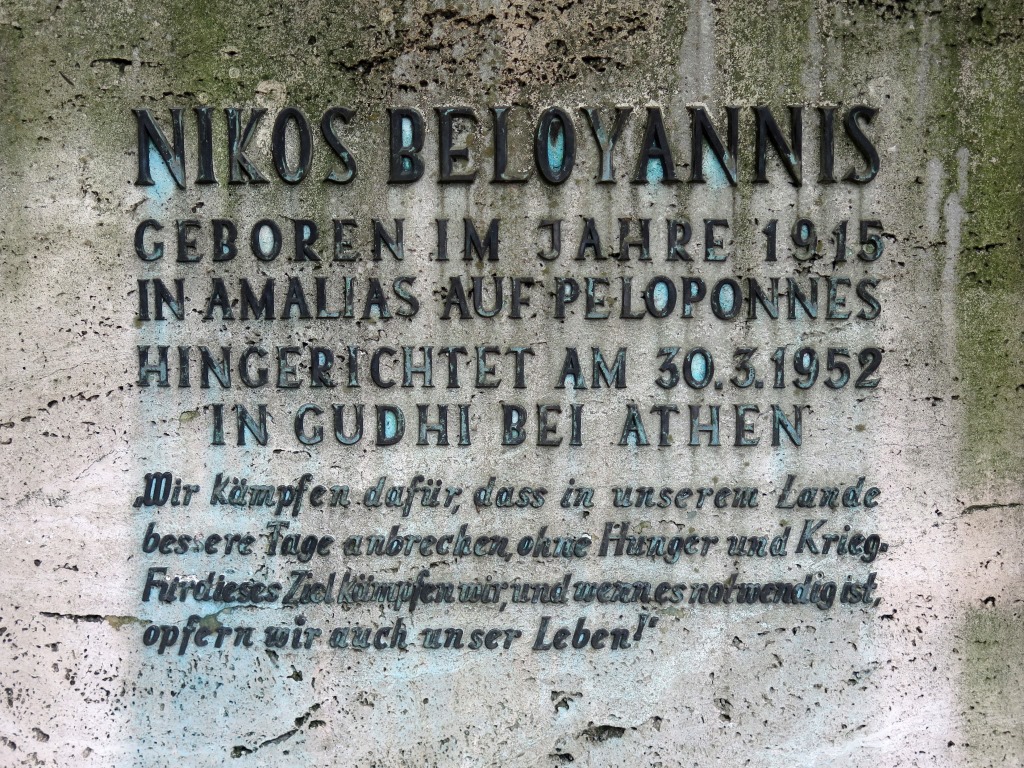 NIKOS BELOYANNIS
GEBOREN IM JAHRE 1915
IN AMALIAS AUF PELOPONNES
HINGERICHTET AM 30.3.1952
IN GUDHI BEI ATHEN
„Wir kämpfen dafür, dass in unserem Lande
bessere Tage anbrechen, ohne Hunger und Krieg.
Für dieses Ziel kämpfen wir, und wenn es notwendig ist,
opfern wir auch unser Leben!"